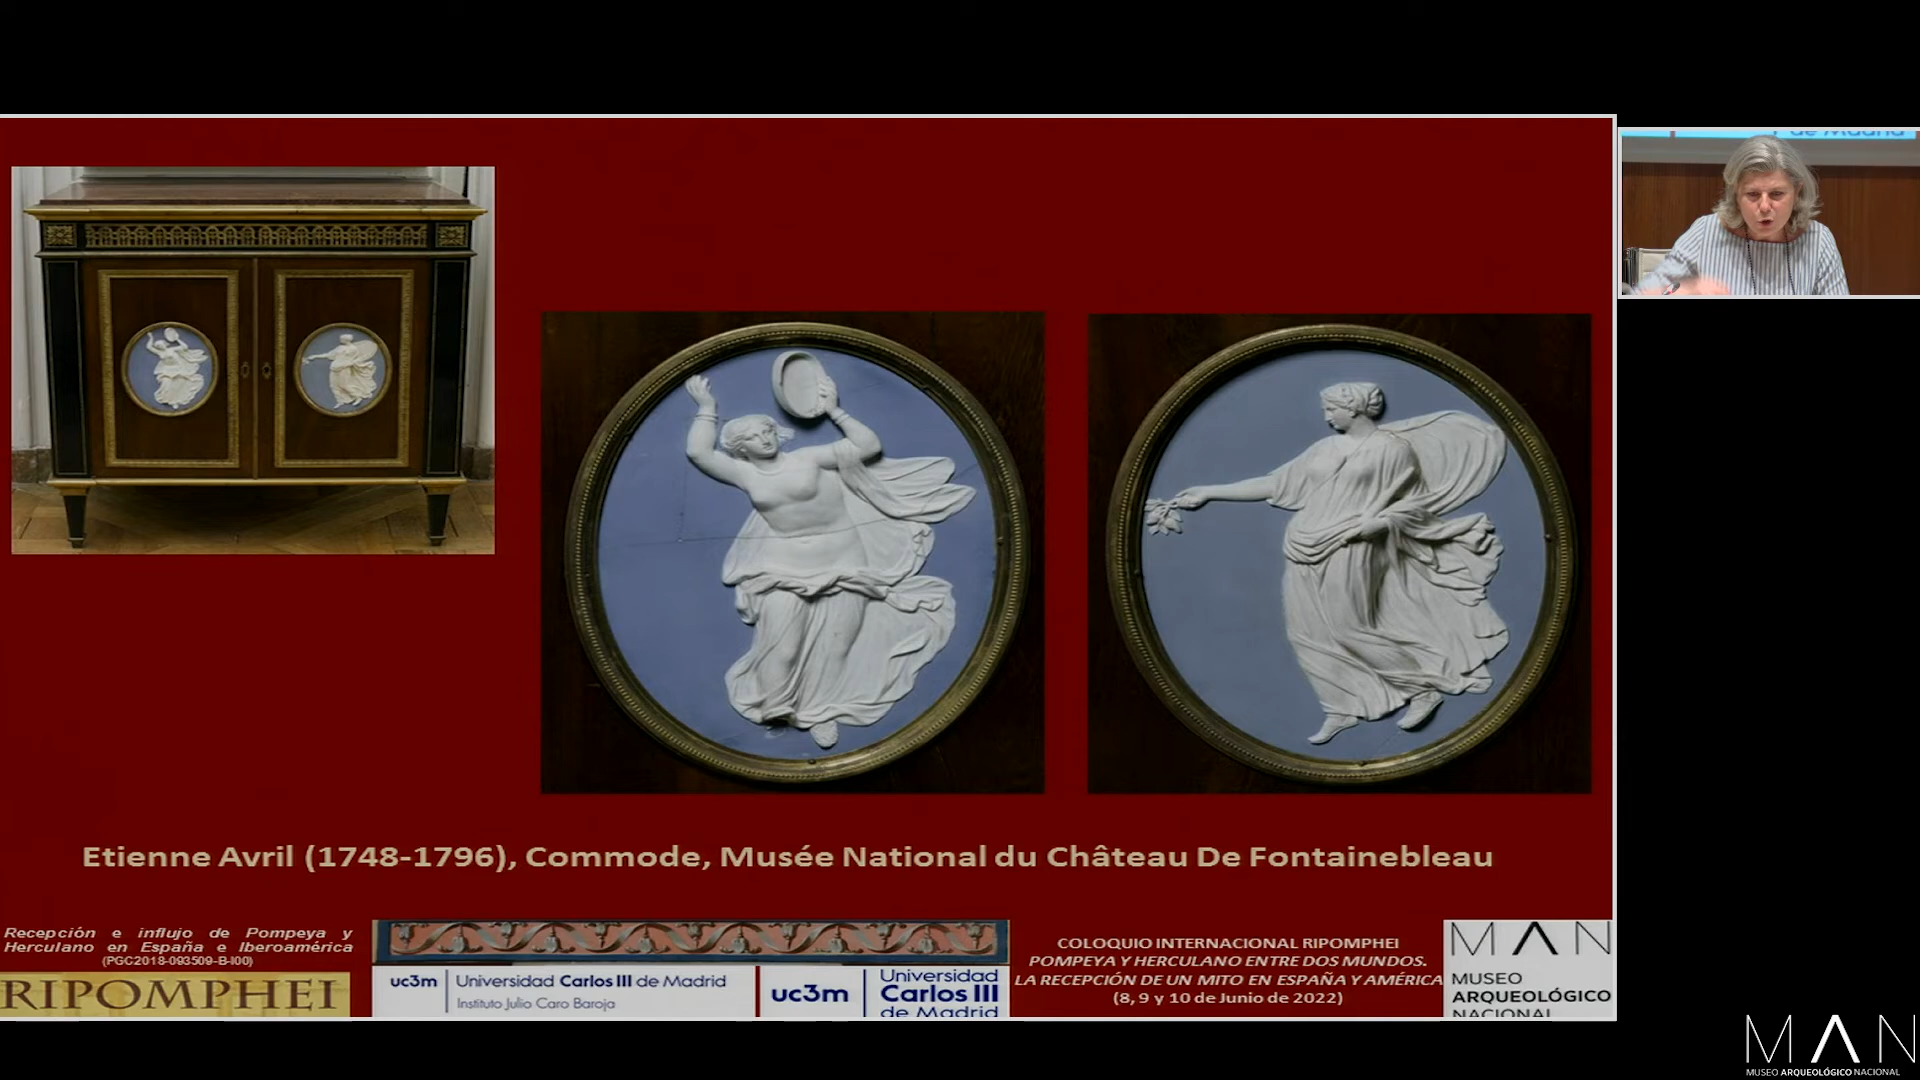 de Madrid
Etienne Avril (1748-1796), Commode, Musée National du Château De Fontainebleau
Recepción e influjo de Pompeya y
Herculano en España e Iberoamérica
(PGC2018-093509-B-I00)
RIPOMPHEI
uc3m
Universidad Carlos III de Madrid
Instituto Julio Caro Baroja
uc3m
Universidad
Carlos III
de Madrid
COLOQUIO INTERNACIONAL RIPOMPHEI
POMPEYA Y HERCULANO ENTRE DOS MUNDOS.
LA RECEPCIÓN DE UN MITO EN ESPAÑA Y AMÉRICA
(8, 9 y 10 de Junio de 2022)
MAN
MUSEO
ARQUEOLÓGICO
NACIONAL
MAN
MUSEO ARQUEOLÓGICO NACIONAL